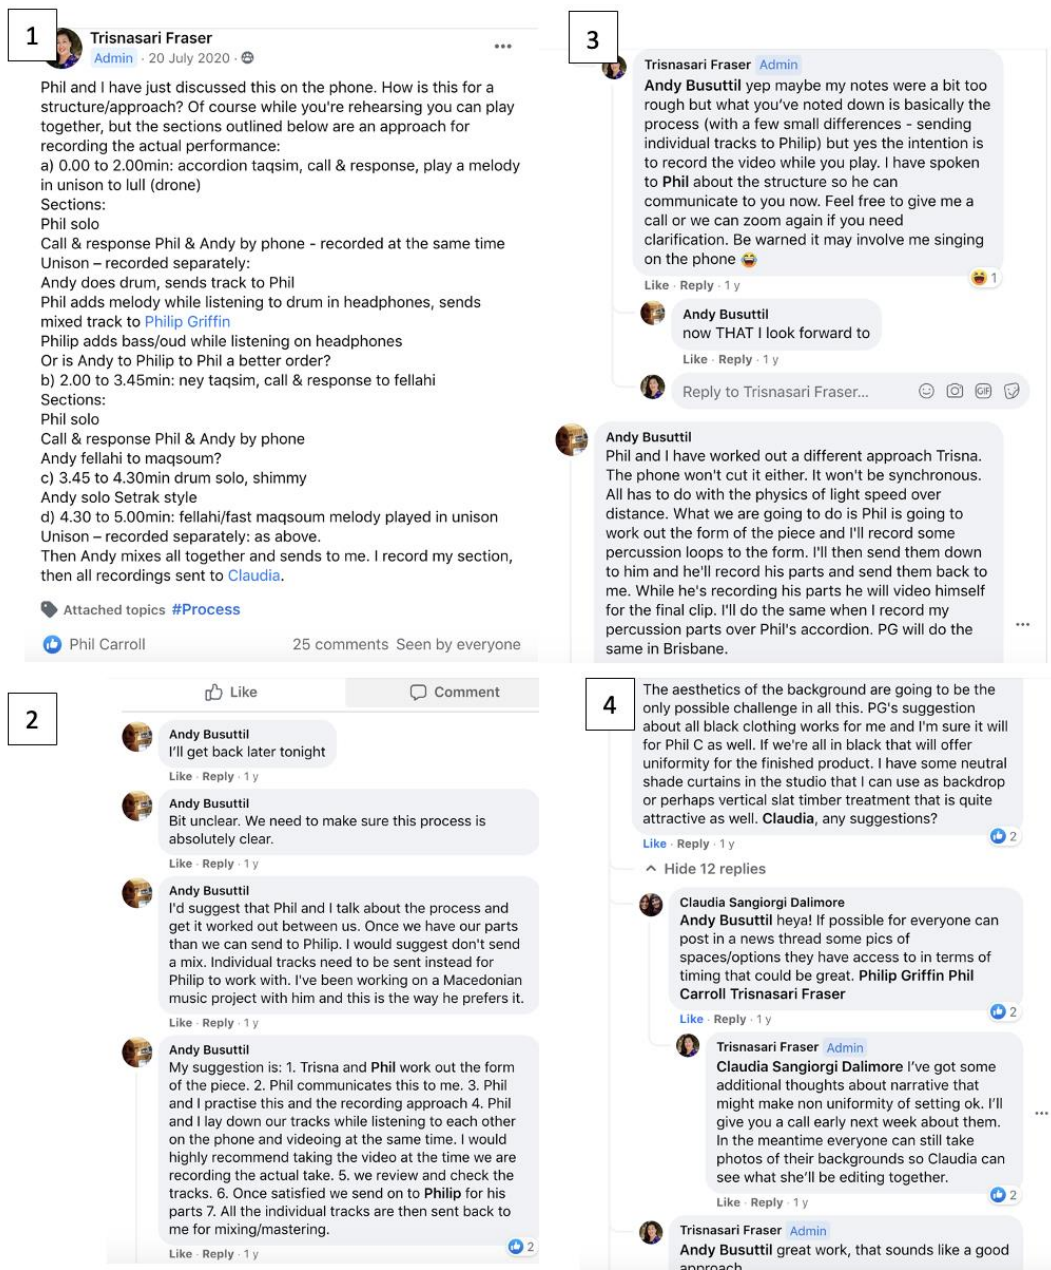 1
Trisnasari Fraser
Admin · 20 July 2020 ·
Phil and I have just discussed this on the phone. How is this for a
structure/approach? Of course while you're rehearsing you can play
together, but the sections outlined below are an approach for
recording the actual performance:
a) 0.00 to 2.00min: accordion taqsim, call & response, play a melody
in unison to lull (drone)
Sections:
Phil solo
Call & response Phil & Andy by phone - recorded at the same time
Unison – recorded separately:
Andy does drum, sends track to Phil
Phil adds melody while listening to drum in headphones, sends
mixed track to Philip Griffin
Philip adds bass/oud while listening on headphones
Or is Andy to Philip to Phil a better order?
b) 2.00 to 3.45min: ney taqsim, call & response to fellahi
Sections:
Phil solo
Call & response Phil & Andy by phone
Andy fellahi to maqsoum?
c) 3.45 to 4.30min drum solo, shimmy
Andy solo Setrak style
d) 4.30 to 5.00min: fellahi/fast maqsoum melody played in unison
Unison – recorded separately: as above.
Then Andy mixes all together and sends to me. I record my section,
then all recordings sent to Claudia.
Attached topics #Process
Phil Carroll 25 comments Seen by everyone
2
Like Comment
Andy Busuttil
I'll get back later tonight
Like · Reply · 1 y
Andy Busuttil
Bit unclear. We need to make sure this process is
absolutely clear.
Like · Reply · 1 y
Andy Busuttil
I'd suggest that Phil and I talk about the process and
get it worked out between us. Once we have our parts
than we can send to Philip. I would suggest don't send
a mix. Individual tracks need to be sent instead for
Philip to work with. I've been working on a Macedonian
music project with him and this is the way he prefers it.
Like · Reply · 1 y
Andy Busuttil
My suggestion is: 1. Trisna and Phil work out the form
of the piece. 2. Phil communicates this to me. 3. Phil
and I practise this and the recording approach 4. Phil
and I lay down our tracks while listening to each other
on the phone and videoing at the same time. I would
highly recommend taking the video at the time we are
recording the actual take. 5. we review and check the
tracks. 6. Once satisfied we send on to Philip for his
parts 7. All the individual tracks are then sent back to
me for mixing/mastering.
2
Like · Reply · 1 y
3
Trisnasari Fraser Admin
Andy Busuttil yep maybe my notes were a bit too
rough but what you've noted down is basically the
process (with a few small differences - sending
individual tracks to Philip) but yes the intention is
to record the video while you play. I have spoken
to Phil about the structure so he can
communicate to you now. Feel free to give me a
call or we can zoom again if you need
clarification. Be warned it may involve me singing
on the phone 😂
1
Like · Reply · 1 y
Andy Busuttil
now THAT I look forward to
Like · Reply · 1 y
Reply to Trisnasari Fraser... GIF
Andy Busuttil
Phil and I have worked out a different approach Trisna.
The phone won't cut it either. It won't be synchronous.
All has to do with the physics of light speed over
distance. What we are going to do is Phil is going to
work out the form of the piece and I'll record some
percussion loops to the form. I'll then send them down
to him and he'll record his parts and send them back to
me. While he's recording his parts he will video himself
for the final clip. I'll do the same when I record my
percussion parts over Phil's accordion. PG will do the
same in Brisbane.
4
The aesthetics of the background are going to be the
only possible challenge in all this. PG's suggestion
about all black clothing works for me and I'm sure it will
for Phil C as well. If we're all in black that will offer
uniformity for the finished product. I have some neutral
shade curtains in the studio that I can use as backdrop
or perhaps vertical slat timber treatment that is quite
attractive as well. Claudia, any suggestions?
2
Like · Reply · 1 y
Hide 12 replies
Claudia Sangiorgi Dalimore
Andy Busuttil heya! If possible for everyone can
post in a news thread some pics of
spaces/options they have access to in terms of
timing that could be great. Philip Griffin Phil
Carroll Trisnasari Fraser
2
Like · Reply · 1 y
Trisnasari Fraser Admin
Claudia Sangiorgi Dalimore I've got some
additional thoughts about narrative that
might make non uniformity of setting ok. I'll
give you a call early next week about them.
In the meantime everyone can still take
photos of their backgrounds so Claudia can
see what she'll be editing together.
2
Like · Reply · 1 y
Trisnasari Fraser Admin
Andy Busuttil great work, that sounds like a good
approach